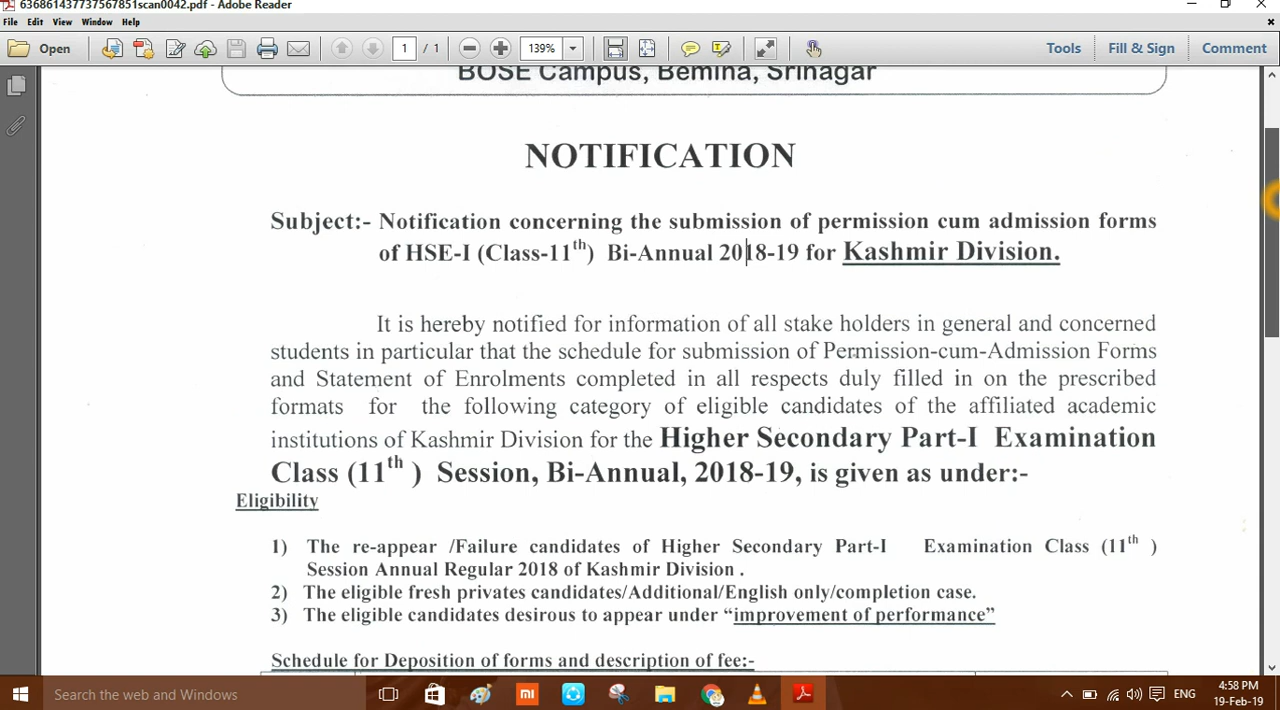 636861437737567851scan0042.pdf - Adobe Reader
File Edit View Window Help
Open 1 / 1 139% Tools Fill & Sign Comment
BOSE Campus, Bemina, Srinagar
NOTIFICATION
Subject:- Notification concerning the submission of permission cum admission forms
of HSE-I (Class-11th) Bi-Annual 2018-19 for Kashmir Division.
It is hereby notified for information of all stake holders in general and concerned
students in particular that the schedule for submission of Permission-cum-Admission Forms
and Statement of Enrolments completed in all respects duly filled in on the prescribed
formats for the following category of eligible candidates of the affiliated academic
institutions of Kashmir Division for the Higher Secondary Part-I Examination
Class (11th ) Session, Bi-Annual, 2018-19, is given as under:-
Eligibility
1) The re-appear /Failure candidates of Higher Secondary Part-I Examination Class (11th )
Session Annual Regular 2018 of Kashmir Division .
2) The eligible fresh privates candidates/Additional/English only/completion case.
3) The eligible candidates desirous to appear under “improvement of performance”
Schedule for Deposition of forms and description of fee:-
Search the web and Windows
mi
ENG
4:58 PM
19-Feb-19